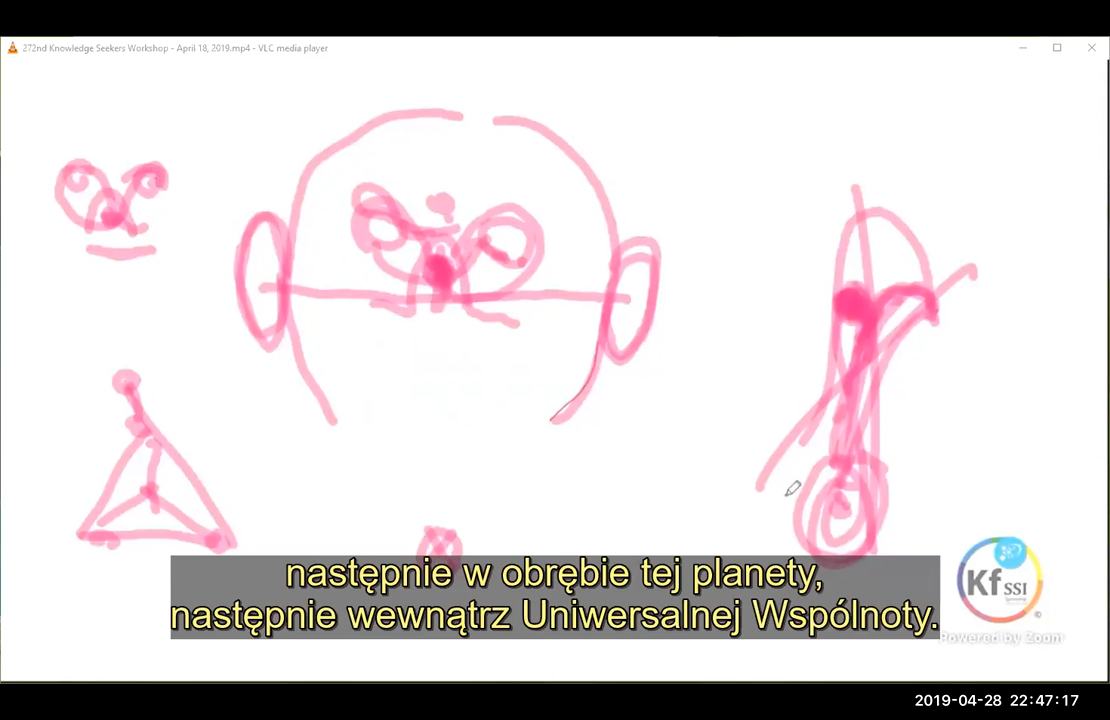 272nd Knowledge Seekers Workshop - April 18, 2019.mp4 - VLC media player
następnie w obrębie tej planety,
następnie wewnątrz Uniwersalnej Wspólnoty.
Kf SSI
©
Powered by Zoom
2019-04-28 22:47:17